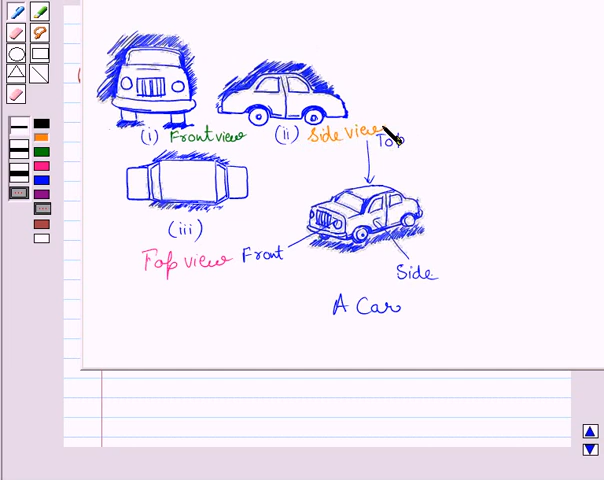 (i) Front view
(ii) Side view
Top
(iii)
Top view
Front
Side
A Car